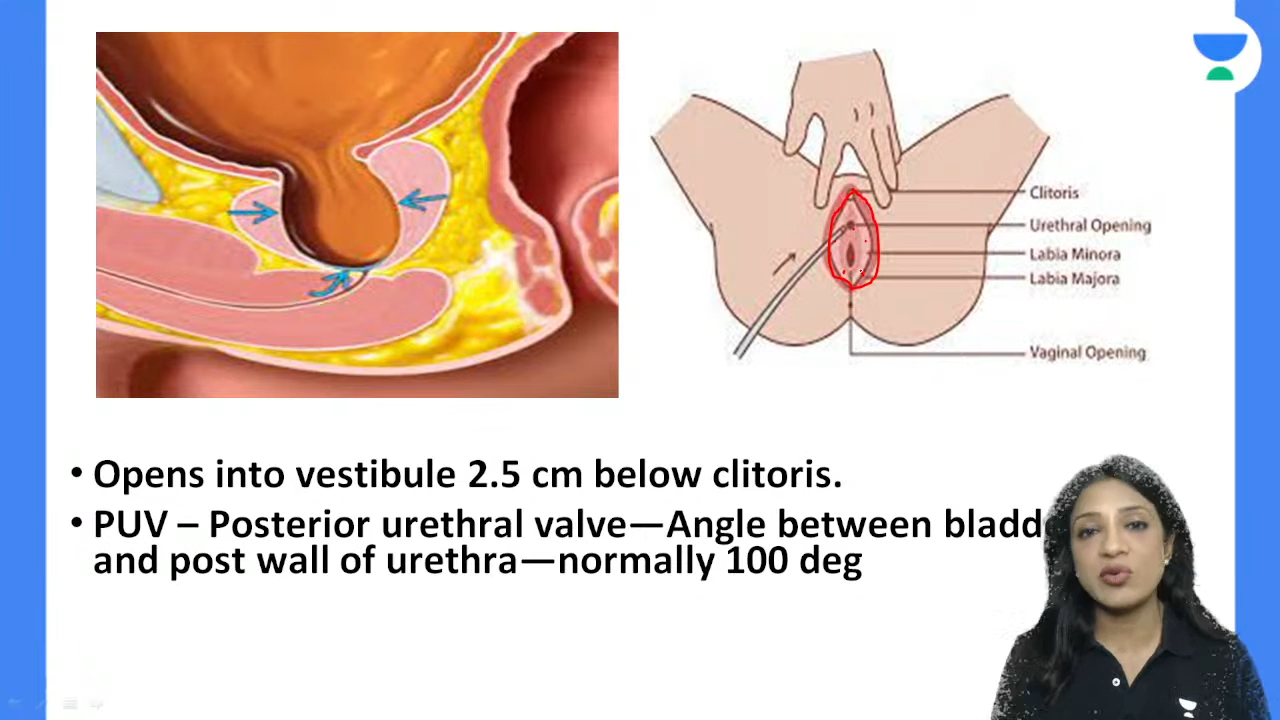 Clitoris
Urethral Opening
Labia Minora
Labia Majora
Vaginal Opening
• Opens into vestibule 2.5 cm below clitoris.
• PUV – Posterior urethral valve—Angle between
and post wall of urethra—normally 100 deg